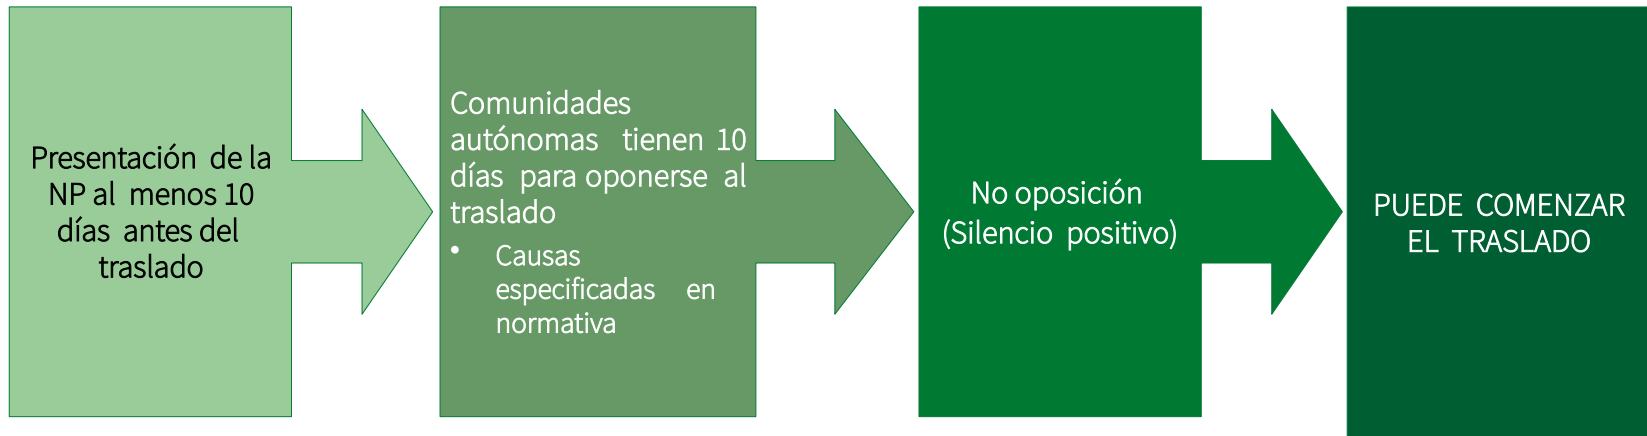 Presentación de la
NP al menos 10
días antes del
traslado
Comunidades
autónomas tienen 10
días para oponerse al
traslado
• Causas
especificadas en
normativa
No oposición
(Silencio positivo)
PUEDE COMENZAR
EL TRASLADO